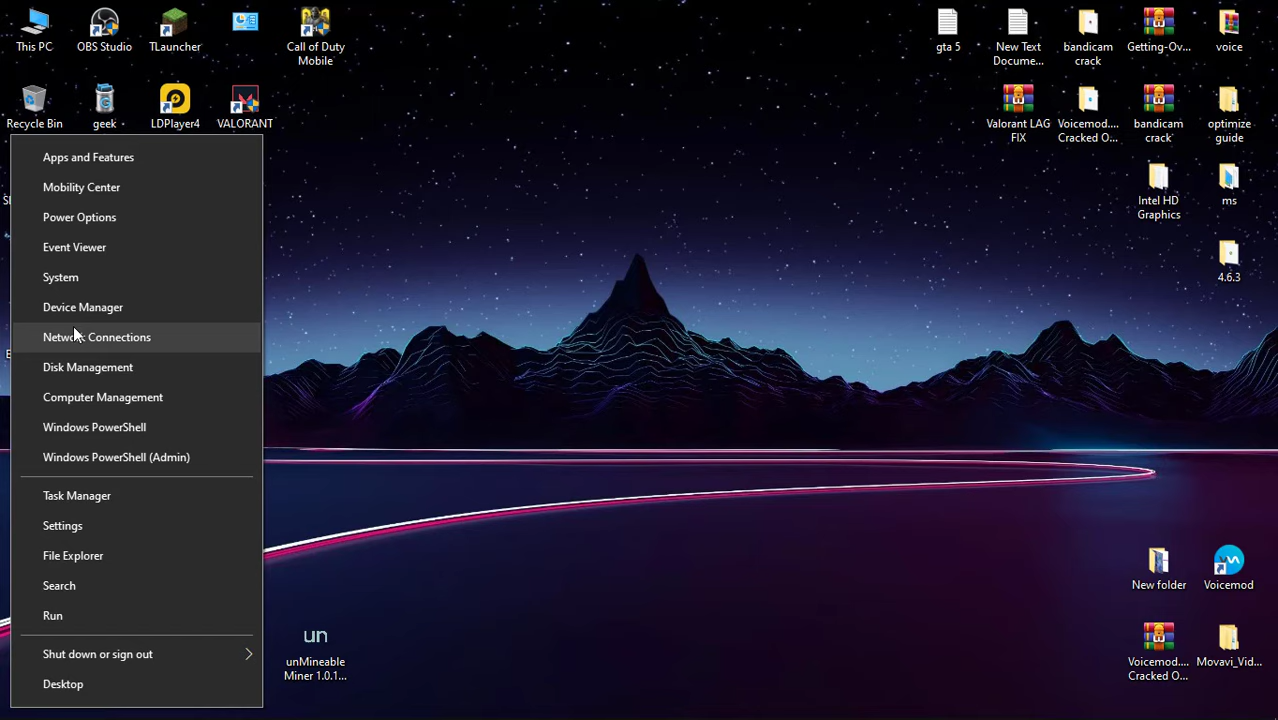 This PC
OBS Studio
TLauncher
Call of Duty
Mobile
gta 5
New Text
Docume...
bandicam
crack
Getting-Ov...
voice
Recycle Bin
geek
LDPlayer4
VALORANT
Valorant LAG
FIX
Voicemod....
Cracked O...
bandicam
crack
optimize
guide
Intel HD
Graphics
ms
4.6.3
Apps and Features
Mobility Center
Power Options
Event Viewer
System
Device Manager
Network Connections
Disk Management
Computer Management
Windows PowerShell
Windows PowerShell (Admin)
Task Manager
Settings
File Explorer
Search
Run
Shut down or sign out
Desktop
un
unMineable
Miner 1.0.1...
New folder
Voicemod
Voicemod....
Cracked O...
Movavi_Vid...